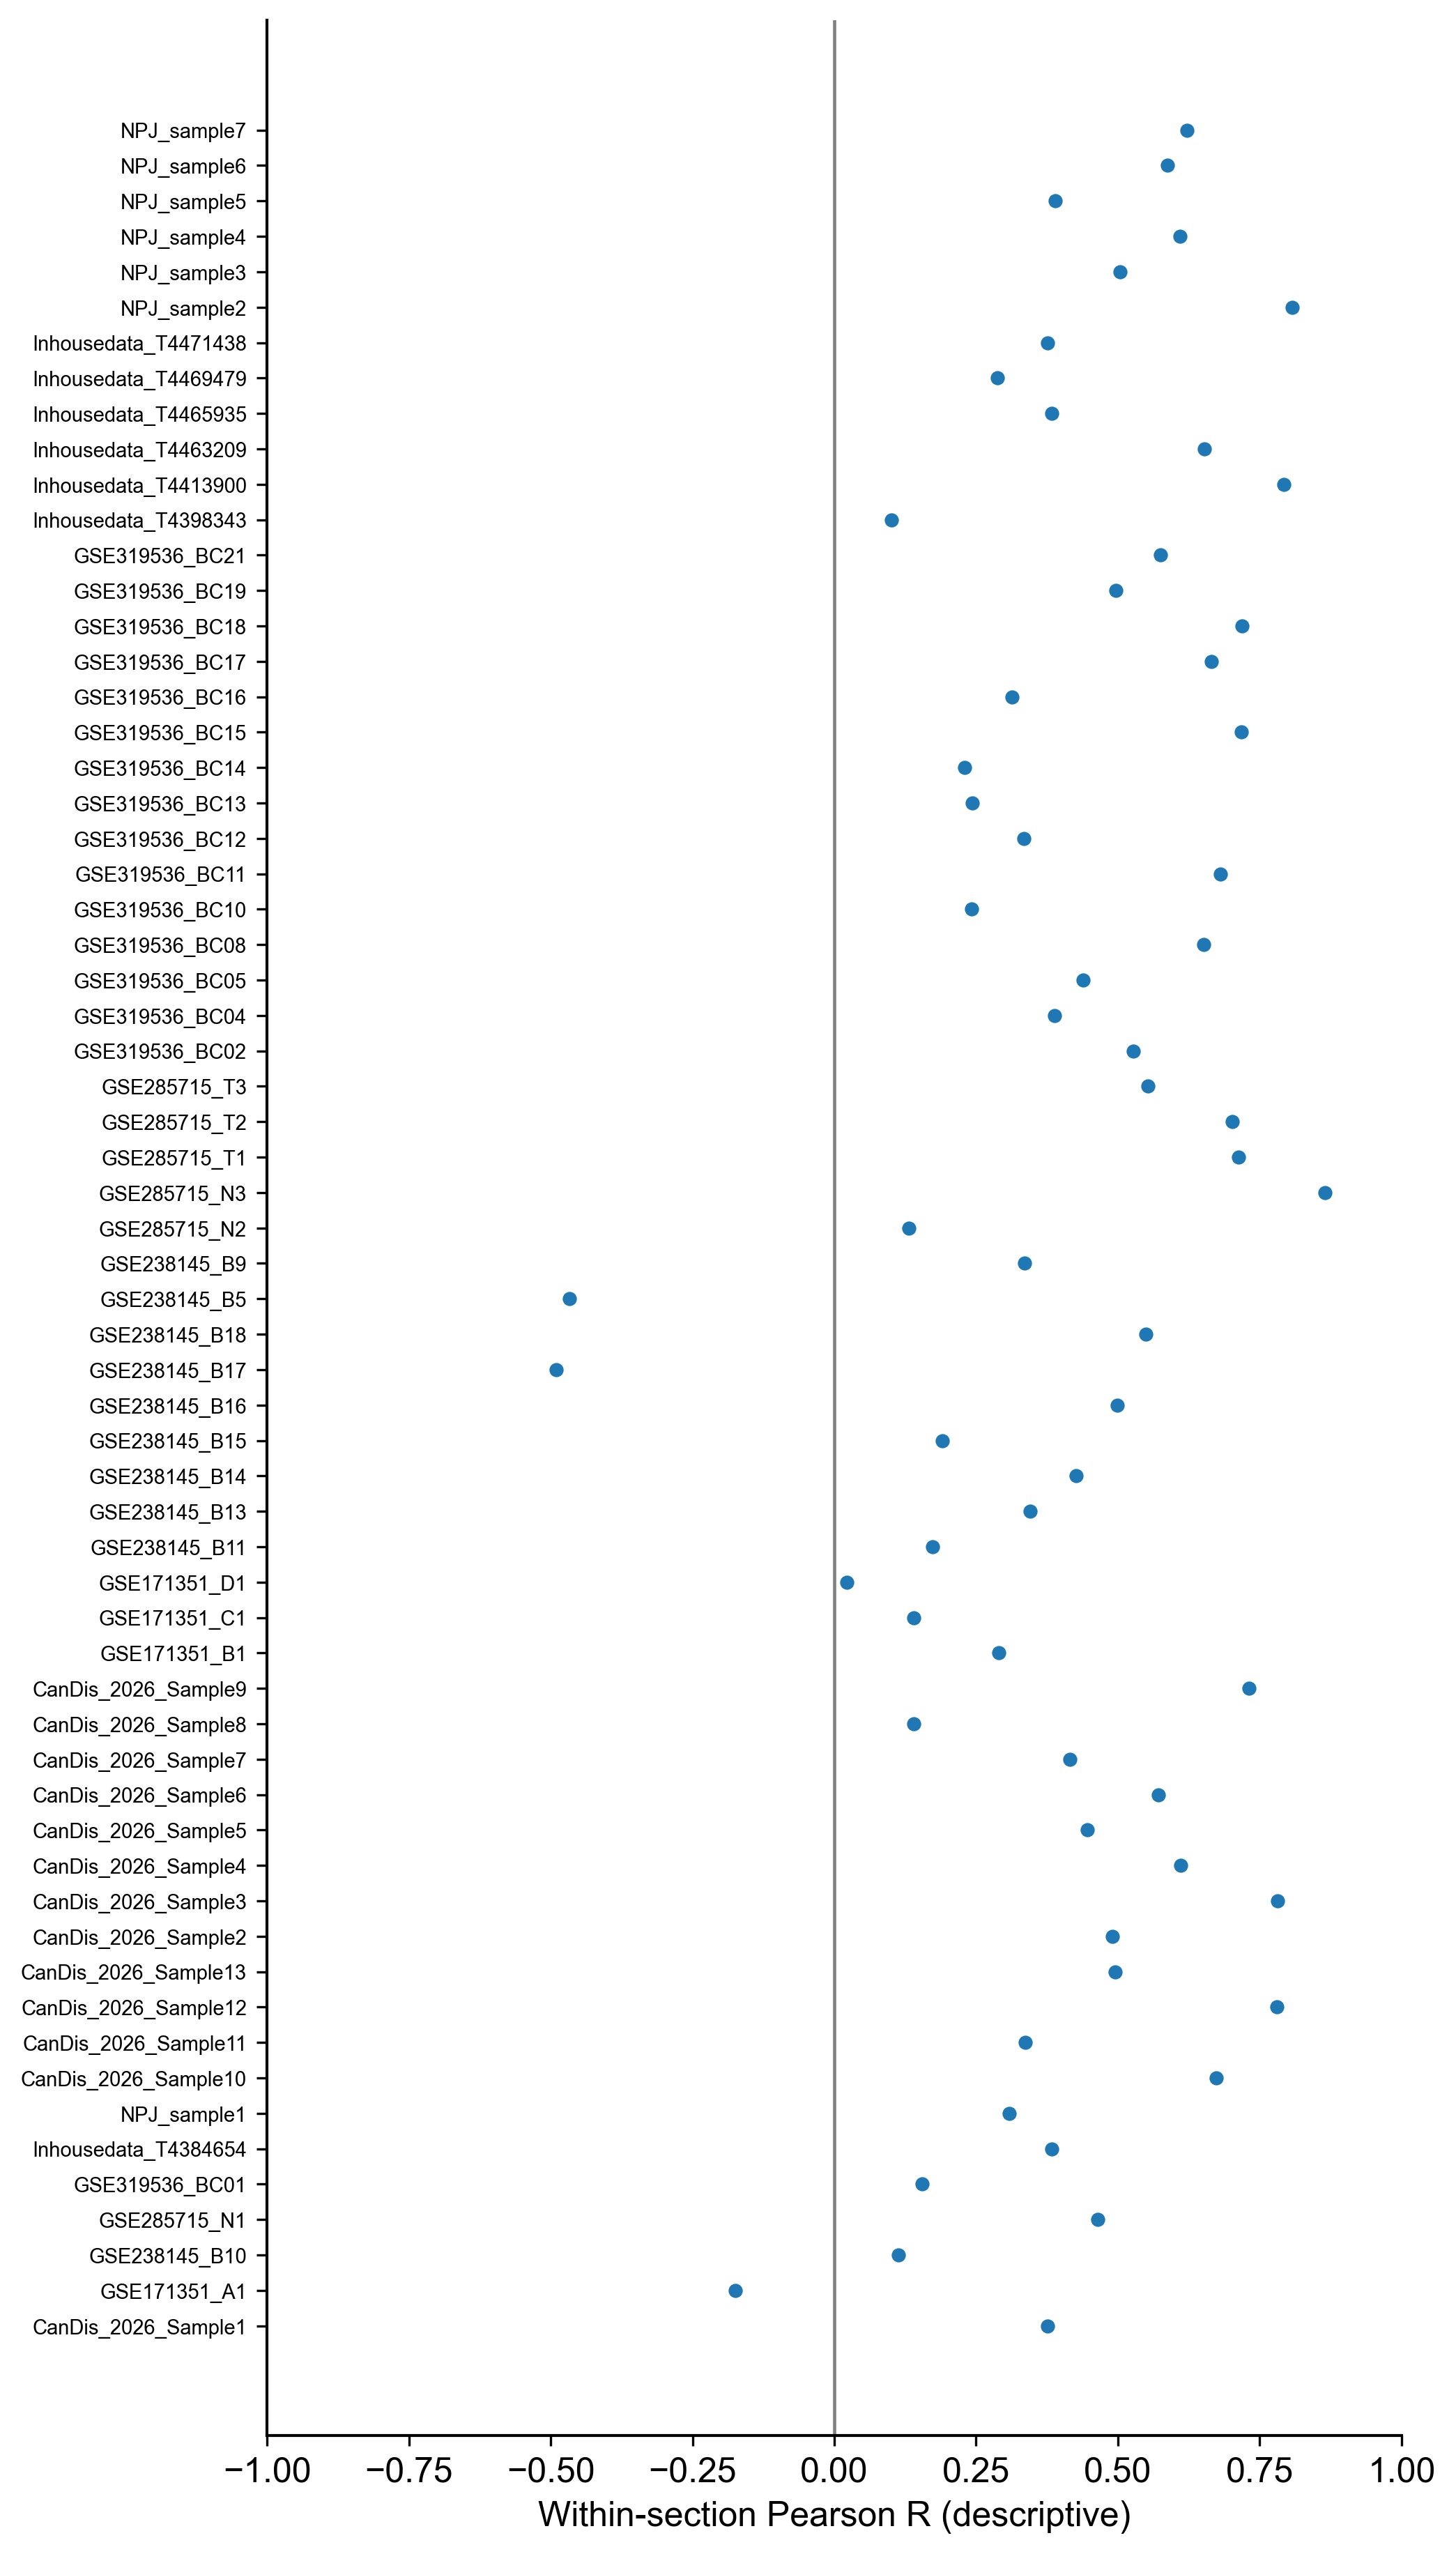 NPJ_sample7
NPJ_sample6
NPJ_sample5
NPJ_sample4
NPJ_sample3
NPJ_sample2
Inhousedata_T4471438
Inhousedata_T4469479
Inhousedata_T4465935
Inhousedata_T4463209
Inhousedata_T4413900
Inhousedata_T4398343
GSE319536_BC21
GSE319536_BC19
GSE319536_BC18
GSE319536_BC17
GSE319536_BC16
GSE319536_BC15
GSE319536_BC14
GSE319536_BC13
GSE319536_BC12
GSE319536_BC11
GSE319536_BC10
GSE319536_BC08
GSE319536_BC05
GSE319536_BC04
GSE319536_BC02
GSE285715_T3
GSE285715_T2
GSE285715_T1
GSE285715_N3
GSE285715_N2
GSE238145_B9
GSE238145_B5
GSE238145_B18
GSE238145_B17
GSE238145_B16
GSE238145_B15
GSE238145_B14
GSE238145_B13
GSE238145_B11
GSE171351_D1
GSE171351_C1
GSE171351_B1
CanDis_2026_Sample9
CanDis_2026_Sample8
CanDis_2026_Sample7
CanDis_2026_Sample6
CanDis_2026_Sample5
CanDis_2026_Sample4
CanDis_2026_Sample3
CanDis_2026_Sample2
CanDis_2026_Sample13
CanDis_2026_Sample12
CanDis_2026_Sample11
CanDis_2026_Sample10
NPJ_sample1
Inhousedata_T4384654
GSE319536_BC01
GSE285715_N1
GSE238145_B10
GSE171351_A1
CanDis_2026_Sample1
−1.00 −0.75 −0.50 −0.25 0.00 0.25 0.50 0.75 1.00
Within-section Pearson R (descriptive)